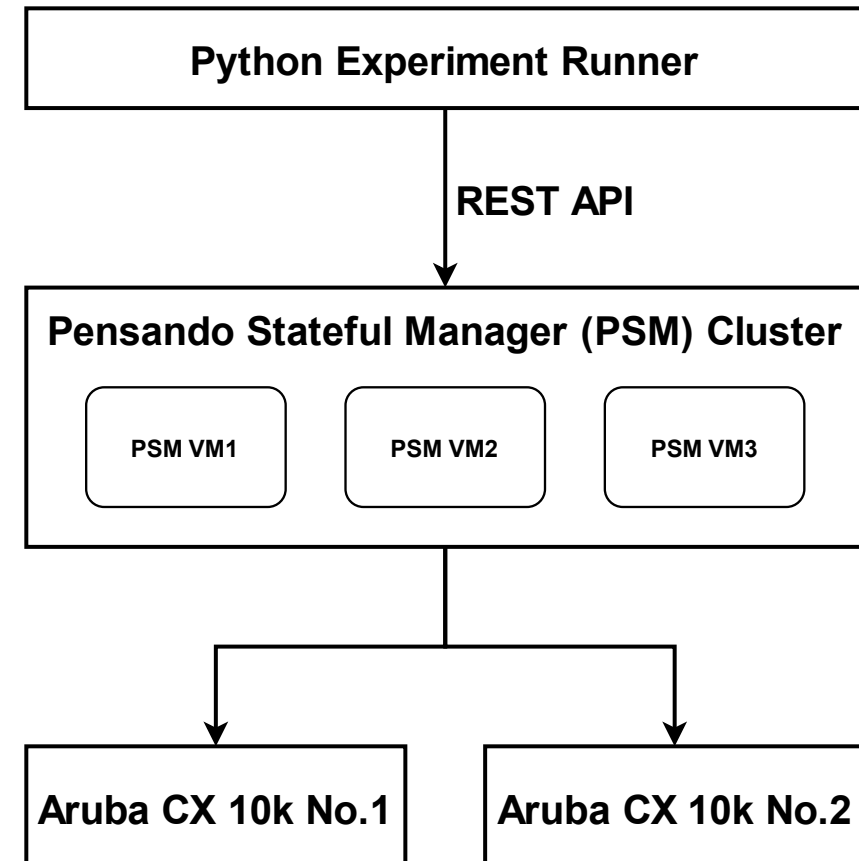 Python Experiment Runner
REST API
Pensando Stateful Manager (PSM) Cluster
PSM VM1
PSM VM2
PSM VM3
Aruba CX 10k No.1
Aruba CX 10k No.2